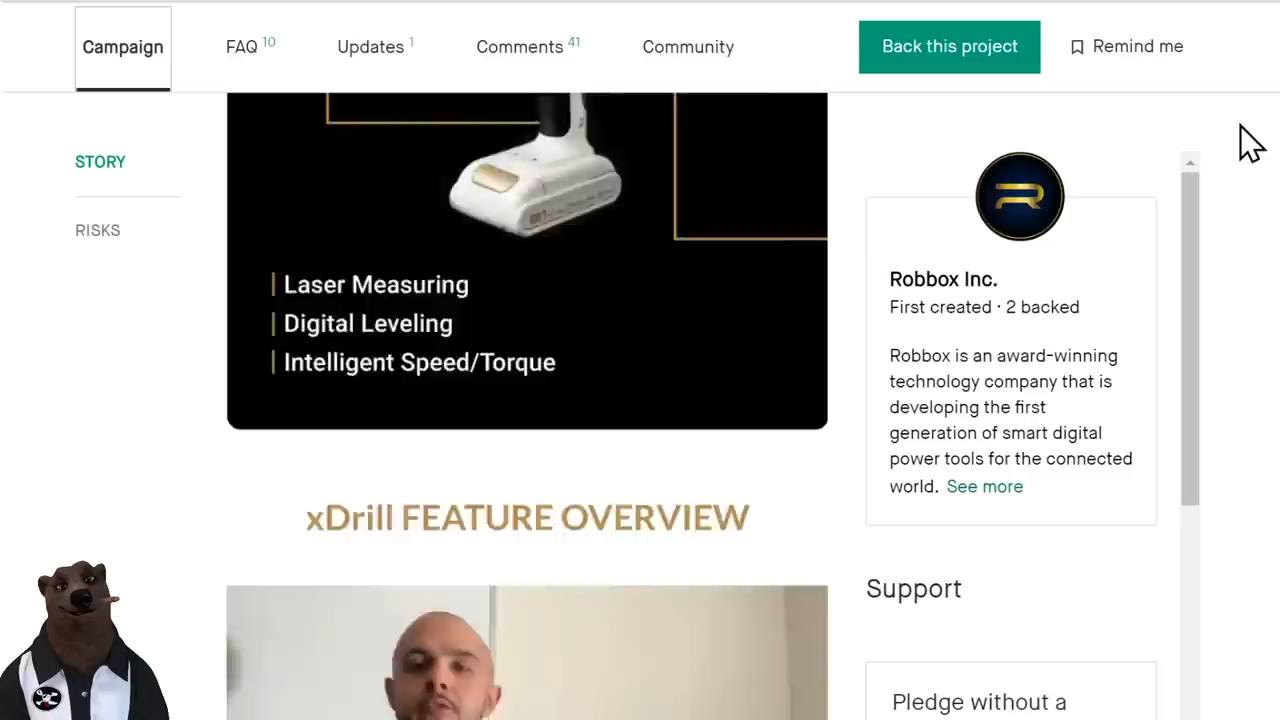 Campaign
FAQ 10
Updates 1
Comments 41
Community
Back this project
Remind me
STORY
RISKS
Laser Measuring
Digital Leveling
Intelligent Speed/Torque
xDrill FEATURE OVERVIEW
R
Robbox Inc.
First created · 2 backed
Robbox is an award-winning
technology company that is
developing the first
generation of smart digital
power tools for the connected
world. See more
Support
Pledge without a